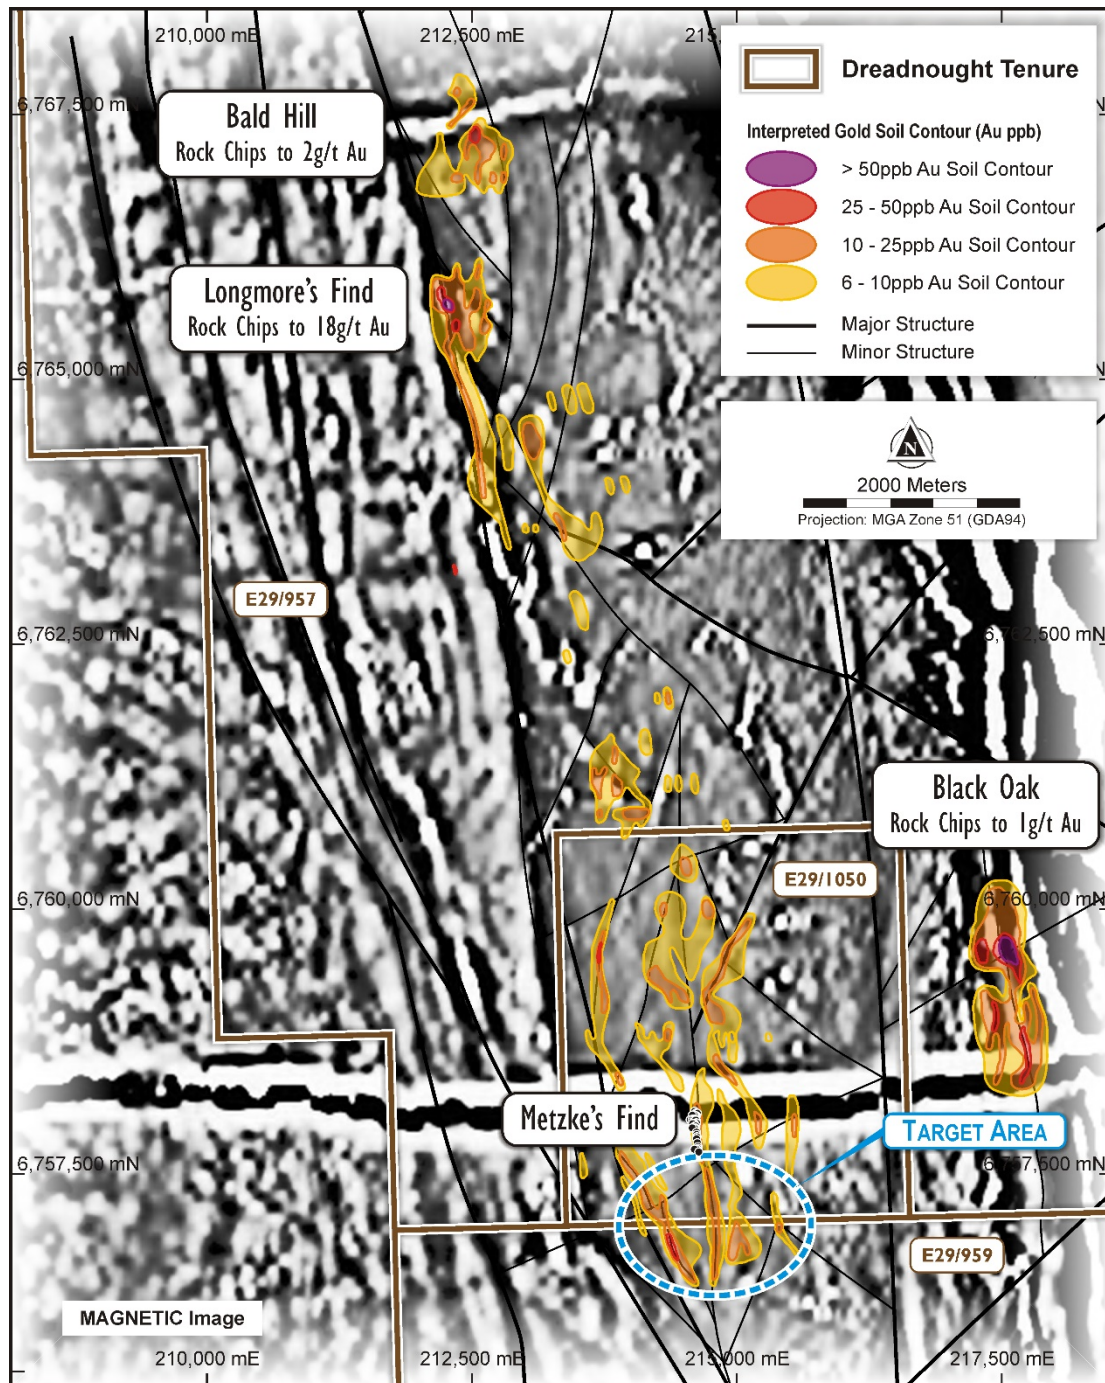 210,000 mE
212,500 mE
215,
6,767,500 mN
Dreadnought Tenure
Interpreted Gold Soil Contour (Au ppb)
> 50ppb Au Soil Contour
25 - 50ppb Au Soil Contour
10 - 25ppb Au Soil Contour
6 - 10ppb Au Soil Contour
Major Structure
Minor Structure
Bald Hill
Rock Chips to 2g/t Au
Longmore's Find
Rock Chips to 18g/t Au
6,765,000 mN
mN
N
2000 Meters
Projection: MGA Zone 51 (GDA94)
E29/957
6,762,500 mN
6,762,500 mN
Black Oak
Rock Chips to 1g/t Au
E29/1050
6,760,000 mN
6,760,000 mN
Metzke's Find
TARGET AREA
6,757,500 mN
6,757,500 mN
E29/959
MAGNETIC Image
210,000 mE
212,500 mE
215,000 mE
217,500 mE